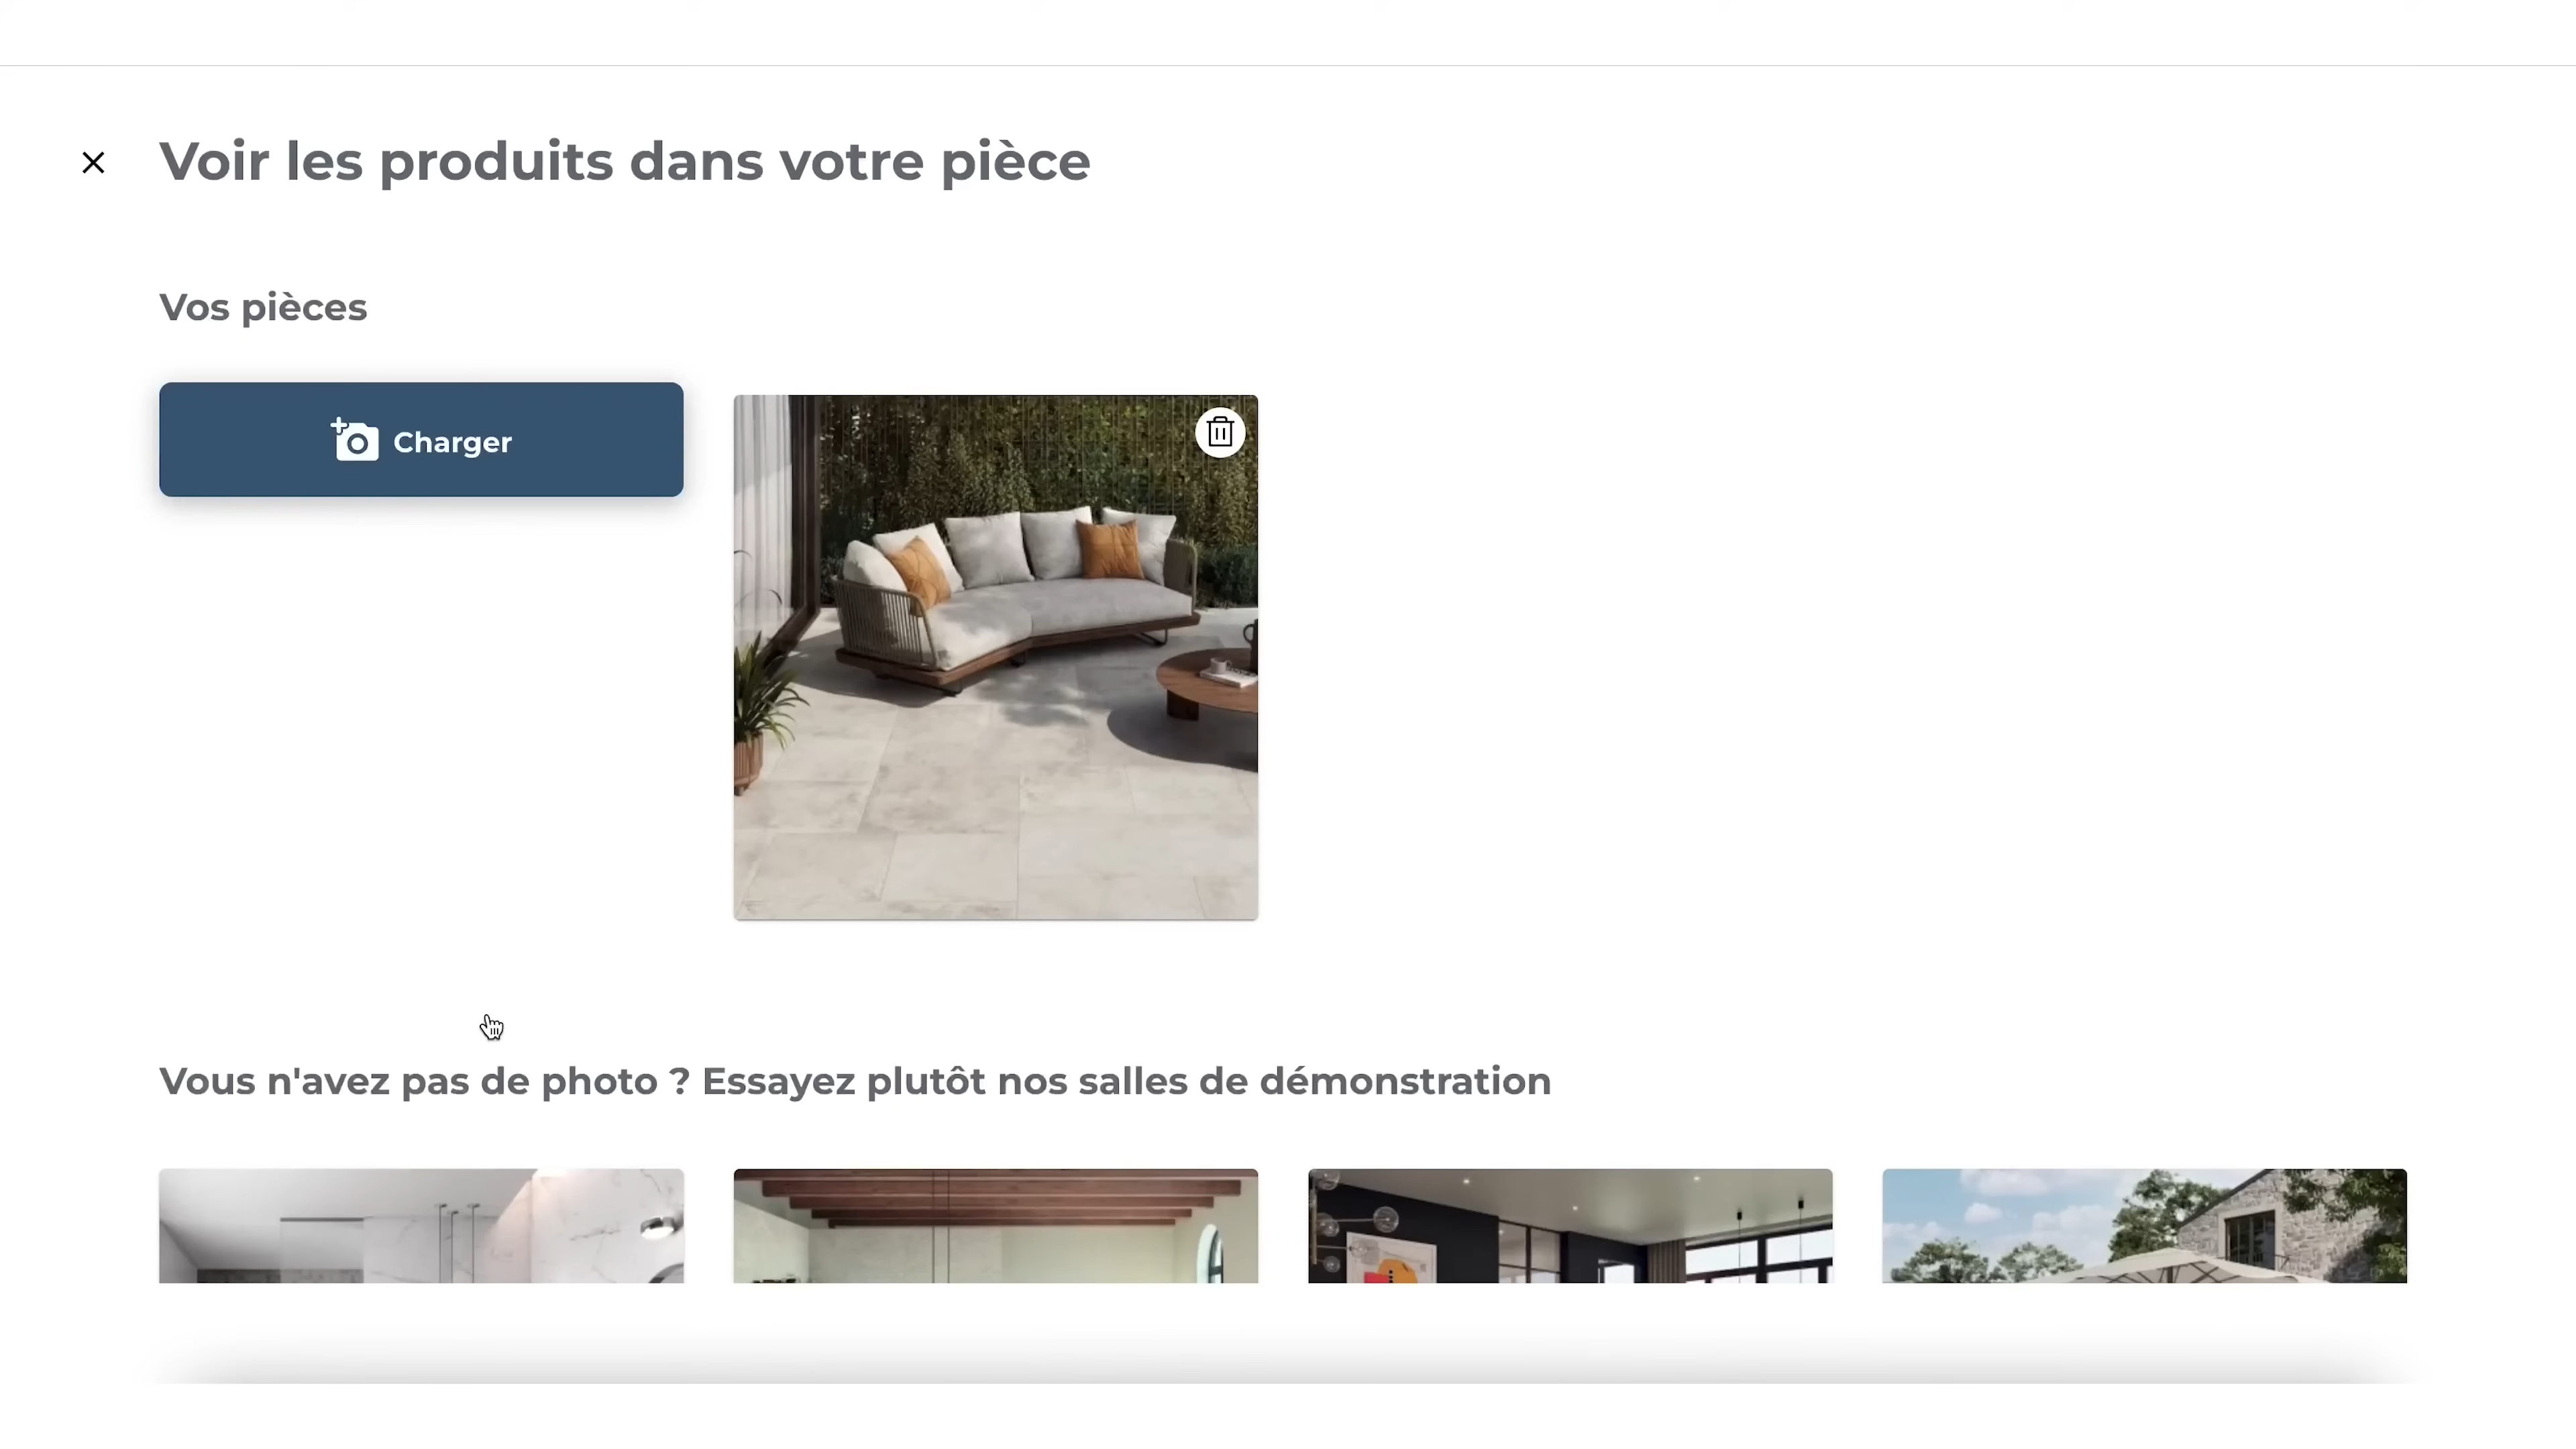 Voir les produits dans votre pièce
Vos pièces
Charger
Vous n'avez pas de photo ? Essayez plutôt nos salles de démonstration